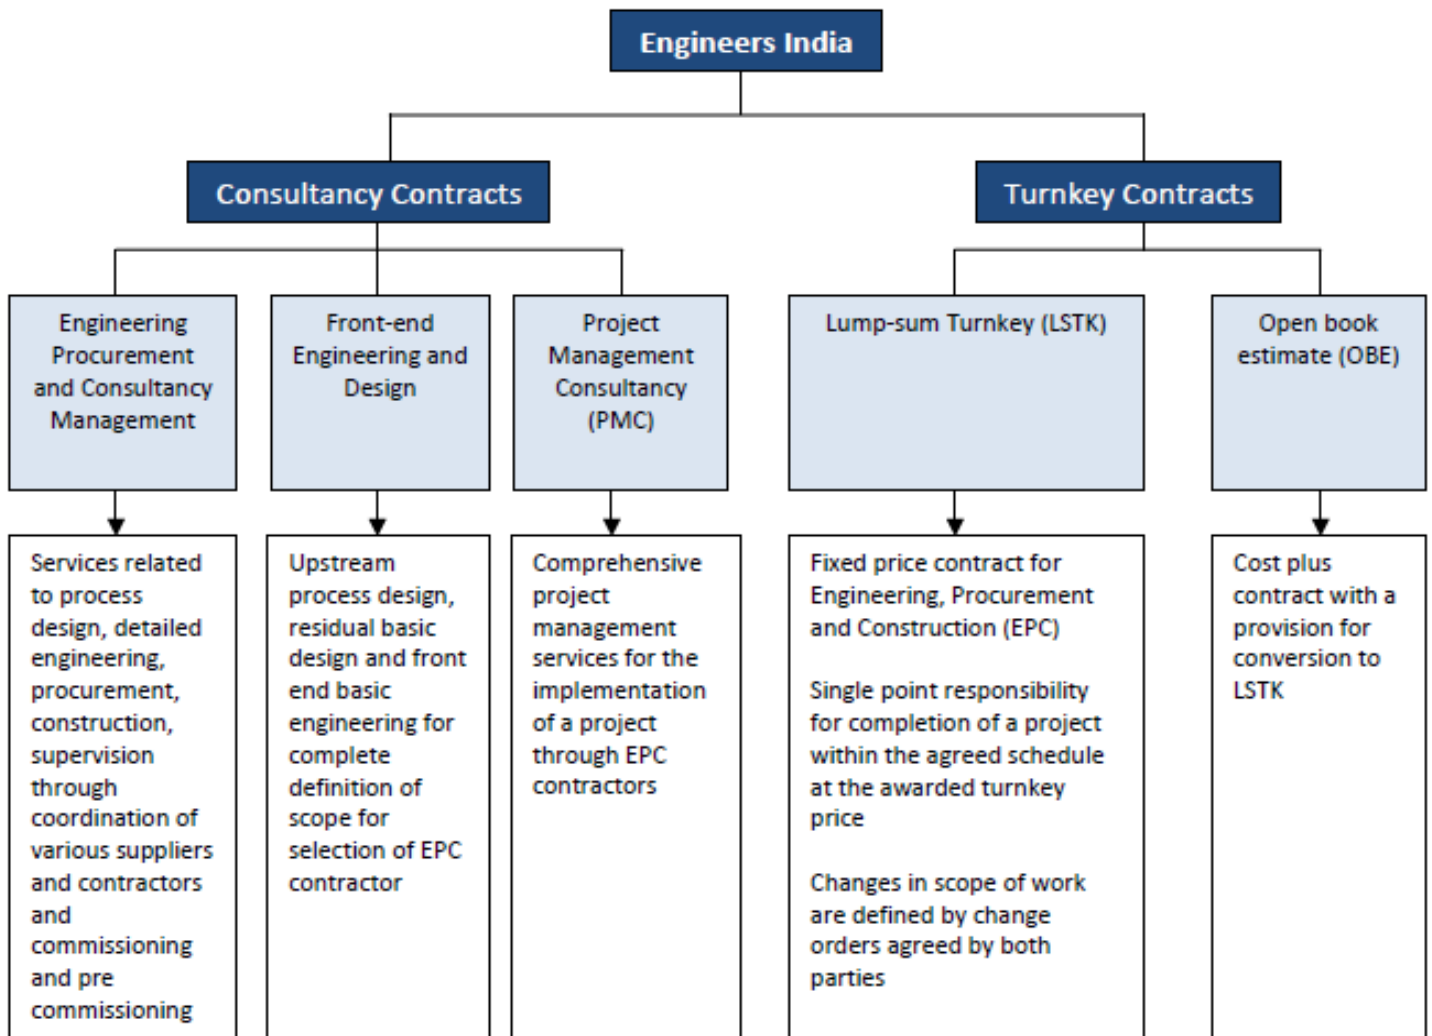 Engineers India
Consultancy Contracts
Turnkey Contracts
Engineering
Procurement
and Consultancy
Management
Front-end
Engineering and
Design
Project
Management
Consultancy
(PMC)
Lump-sum Turnkey (LSTK)
Open book
estimate (OBE)
Services related
to process
design, detailed
engineering,
procurement,
construction,
supervision
through
coordination of
various suppliers
and contractors
and
commissioning
and pre
commissioning
Upstream
process design,
residual basic
design and front
end basic
engineering for
complete
definition of
scope for
selection of EPC
contractor
Comprehensive
project
management
services for the
implementation
of a project
through EPC
contractors
Fixed price contract for
Engineering, Procurement
and Construction (EPC)
Single point responsibility
for completion of a project
within the agreed schedule
at the awarded turnkey
price
Changes in scope of work
are defined by change
orders agreed by both
parties
Cost plus
contract with a
provision for
conversion to
LSTK